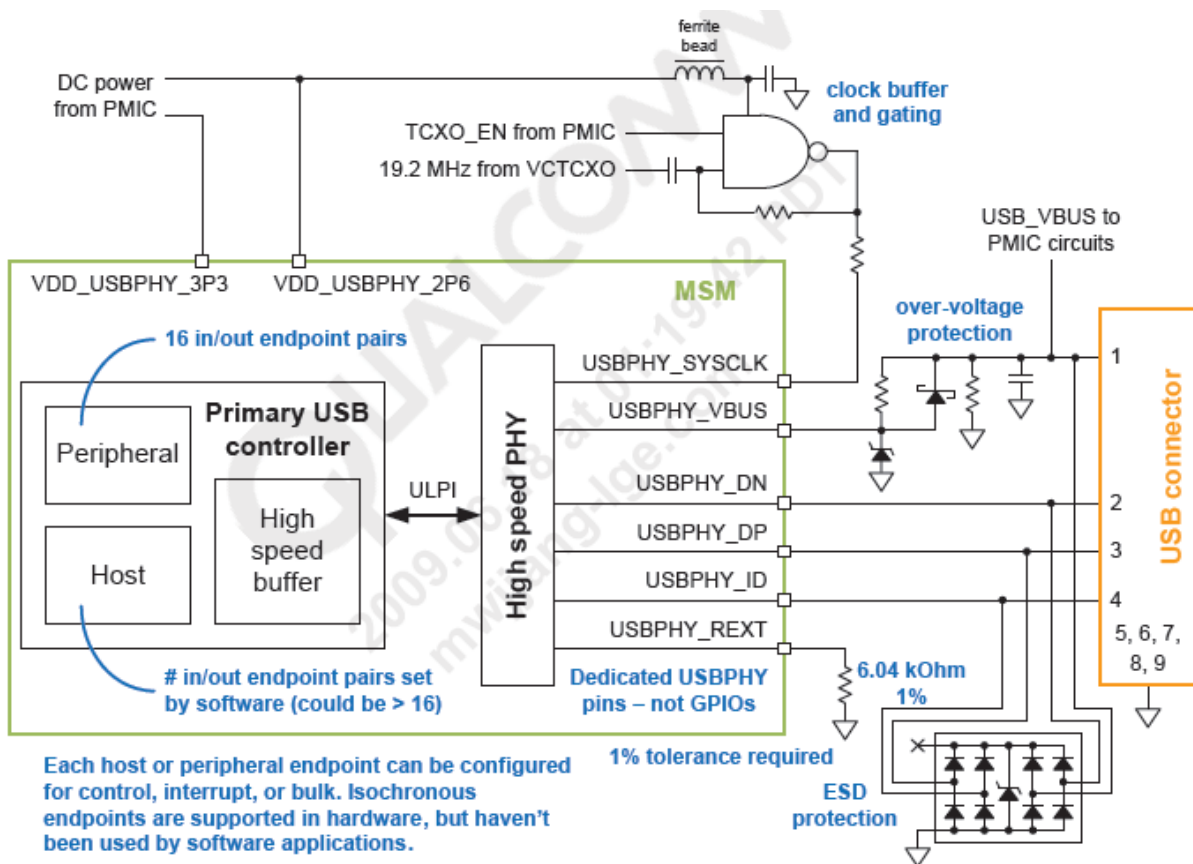 ferrite
bead
DC power
from PMIC
clock buffer
and gating
TCXO_EN from PMIC
19.2 MHz from VCTCXO
USB_VBUS to
PMIC circuits
VDD_USBPHY_3P3
VDD_USBPHY_2P6
MSM
over-voltage
protection
16 in/out endpoint pairs
Primary USB
controller
Peripheral
Host
High
speed
buffer
ULPI
High speed PHY
USBPHY_SYSCLK
USBPHY_VBUS
USBPHY_DN
USBPHY_DP
USBPHY_ID
USBPHY_REXT
1
2
3
4
5, 6, 7,
8, 9
USB connector
# in/out endpoint pairs set
by software (could be > 16)
Dedicated USBPHY
pins – not GPIOs
6.04 kOhm
1%
1% tolerance required
ESD
protection
Each host or peripheral endpoint can be configured
for control, interrupt, or bulk. Isochronous
endpoints are supported in hardware, but haven't
been used by software applications.
QUALCOMM